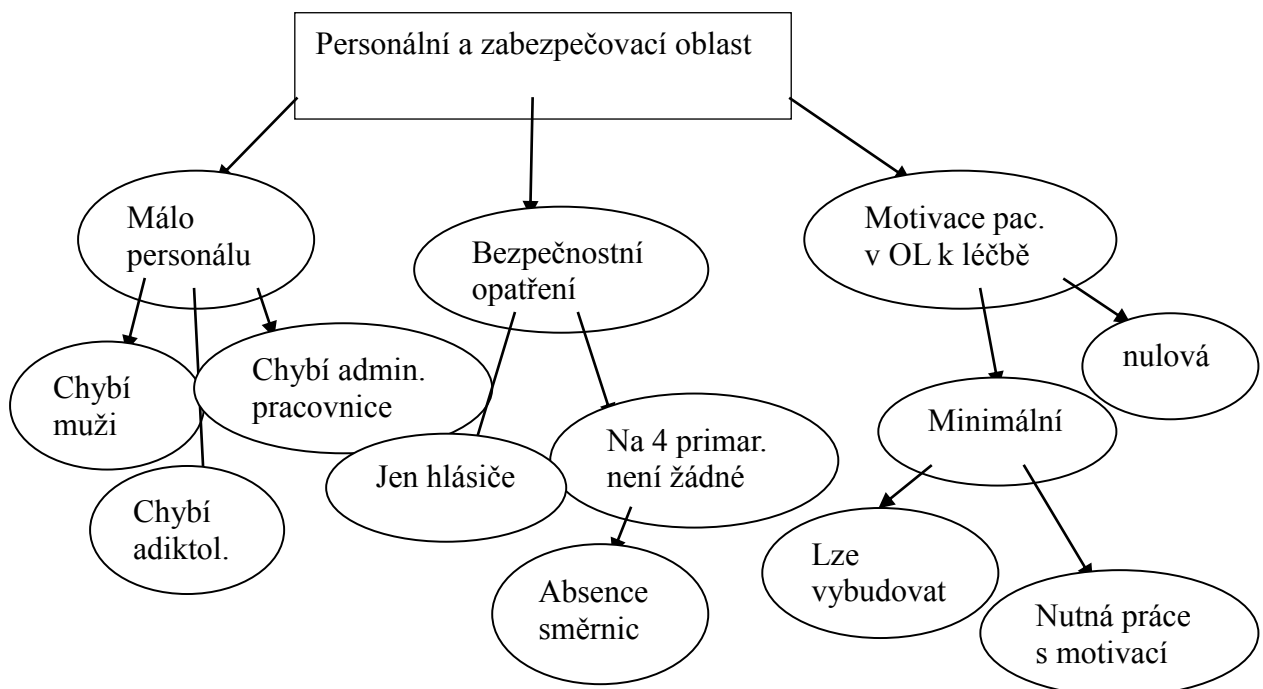 Personální a zabezpečovací oblast
Málo
personálu
Bezpečnostní
opatření
Motivace pac.
v OL k léčbě
Chybí
muži
Chybí admin.
pracovnice
nulová
Minimální
Jen hlásiče
Na 4 primar.
není žádné
Chybí
adiktol.
Absence
směrnic
Lze
vybudovat
Nutná práce
s motivací